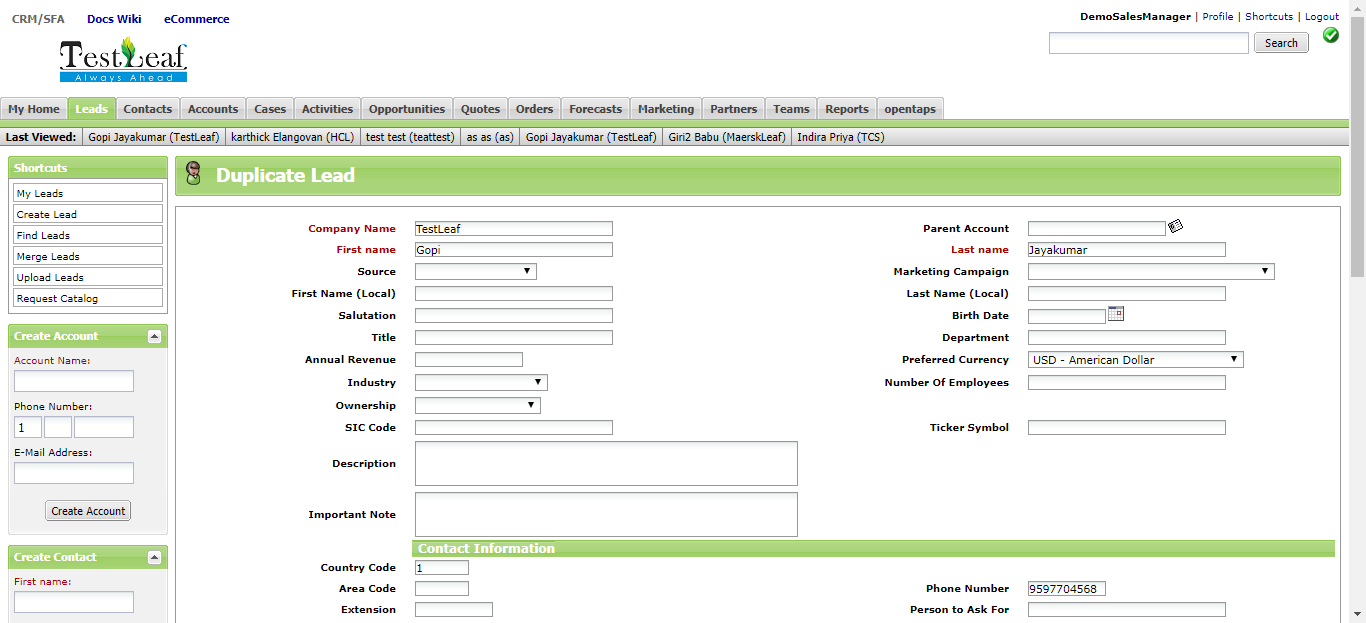 CRM/SFA Docs Wiki eCommerce
DemoSalesManager | Profile | Shortcuts | Logout
Search
TestLeaf
Always Ahead
My Home Leads Contacts Accounts Cases Activities Opportunities Quotes Orders Forecasts Marketing Partners Teams Reports opentaps
Last Viewed: Gopi Jayakumar (TestLeaf) karthick Elangovan (HCL) test test (teattest) as as (as) Gopi Jayakumar (TestLeaf) Giri2 Babu (MaerskLeaf) Indira Priya (TCS)
Shortcuts
My Leads
Create Lead
Find Leads
Merge Leads
Upload Leads
Request Catalog
Create Account
Account Name:
Phone Number:
1
E-Mail Address:
Create Account
Create Contact
First name:
Duplicate Lead
Company Name TestLeaf Parent Account
First name Gopi Last name Jayakumar
Source Marketing Campaign
First Name (Local) Last Name (Local)
Salutation Birth Date
Title Department
Annual Revenue Preferred Currency USD - American Dollar
Industry Number Of Employees
Ownership
SIC Code Ticker Symbol
Description
Important Note
Contact Information
Country Code 1
Area Code Phone Number 9597704568
Extension Person to Ask For